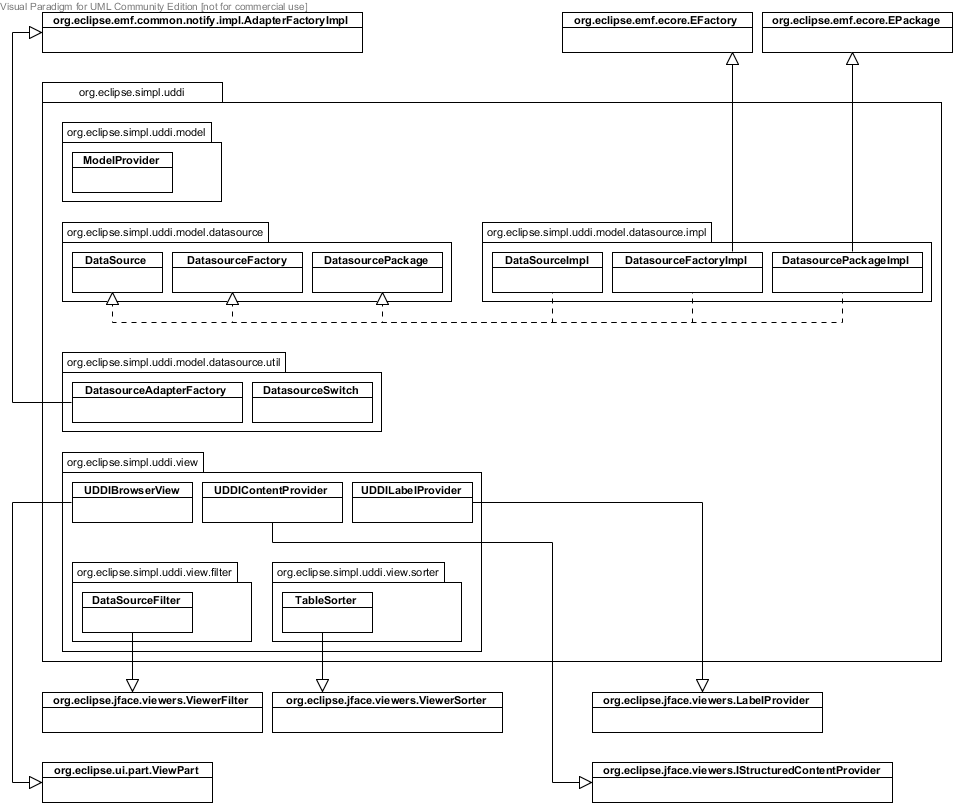 Visual Paradigm for UML Community Edition [not for commercial use]
org.eclipse.emf.common.notify.impl.AdapterFactoryImpl
org.eclipse.emf.ecore.EFactory
org.eclipse.emf.ecore.EPackage
org.eclipse.simpl.uddi
org.eclipse.simpl.uddi.model
ModelProvider
org.eclipse.simpl.uddi.model.datasource
DataSource
DatasourceFactory
DatasourcePackage
org.eclipse.simpl.uddi.model.datasource.impl
DataSourceImpl
DatasourceFactoryImpl
DatasourcePackageImpl
org.eclipse.simpl.uddi.model.datasource.util
DatasourceAdapterFactory
DatasourceSwitch
org.eclipse.simpl.uddi.view
UDDIBrowserView
UDDIContentProvider
UDDILabelProvider
org.eclipse.simpl.uddi.view.filter
DataSourceFilter
org.eclipse.simpl.uddi.view.sorter
TableSorter
org.eclipse.jface.viewers.ViewerFilter
org.eclipse.jface.viewers.ViewerSorter
org.eclipse.jface.viewers.LabelProvider
org.eclipse.ui.part.ViewPart
org.eclipse.jface.viewers.IStructuredContentProvider